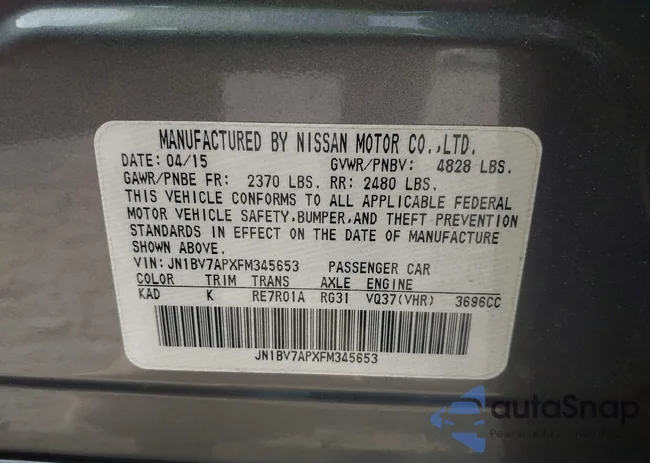 MANUFACTURED BY NISSAN MOTOR CO.,LTD.
DATE: 04/15 GVWR/PNBV: 4828 LBS.
GAWR/PNBE FR: 2370 LBS. RR: 2480 LBS.
THIS VEHICLE CONFORMS TO ALL APPLICABLE FEDERAL
MOTOR VEHICLE SAFETY,BUMPER,AND THEFT PREVENTION
STANDARDS IN EFFECT ON THE DATE OF MANUFACTURE
SHOWN ABOVE.
VIN: JN1BV7APXFM345653 PASSENGER CAR
COLOR TRIM TRANS AXLE ENGINE
KAD K RE7R01A RG31 VQ37(VHR) 3696CC
JN1BV7APXFM345653
autaSnap